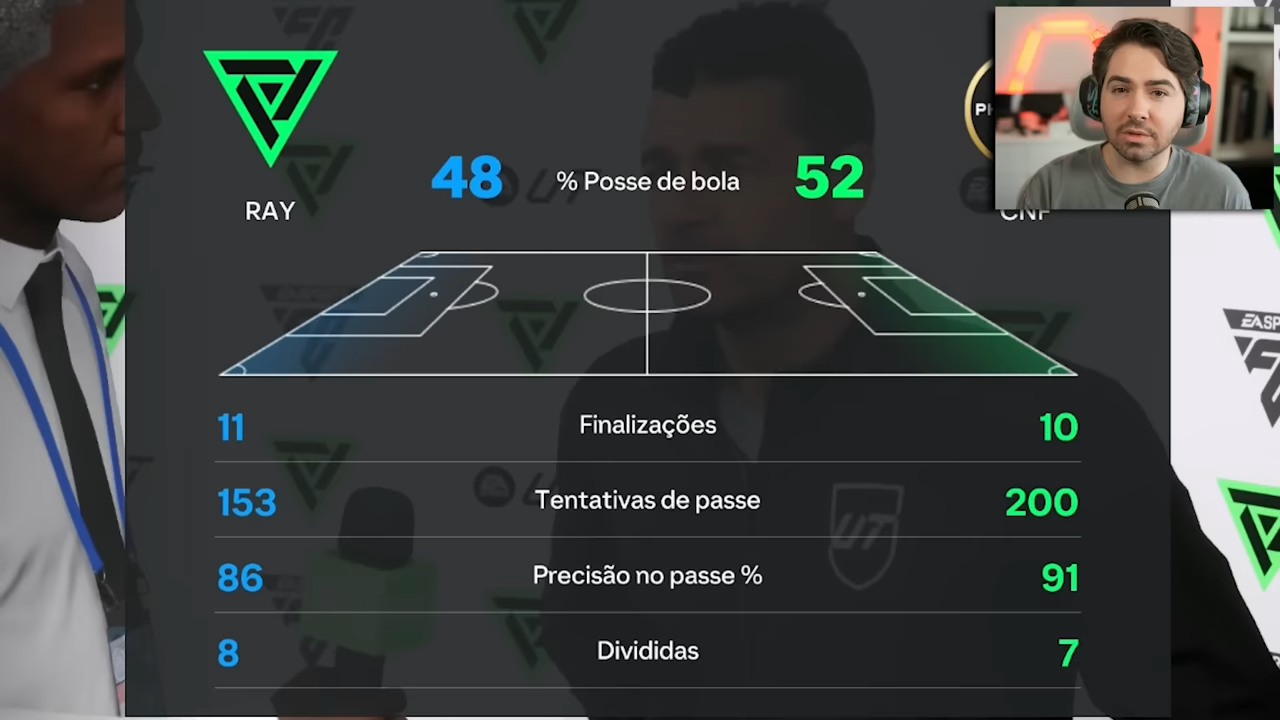 48 % Posse de bola 52
RAY
11 Finalizações 10
153 Tentativas de passe 200
86 Precisão no passe % 91
8 Divididas 7
UT